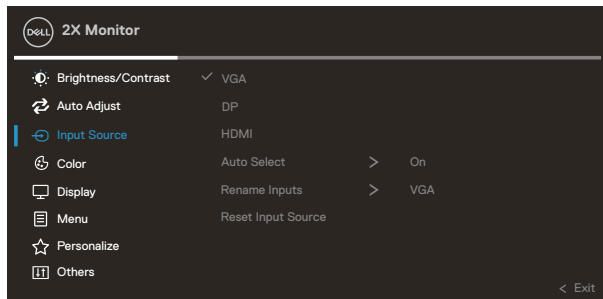 DELL 2X Monitor
Brightness/Contrast VGA
Auto Adjust DP
Input Source HDMI
Color Auto Select > On
Display Rename Inputs > VGA
Menu Reset Input Source
Personalize
Others
< Exit